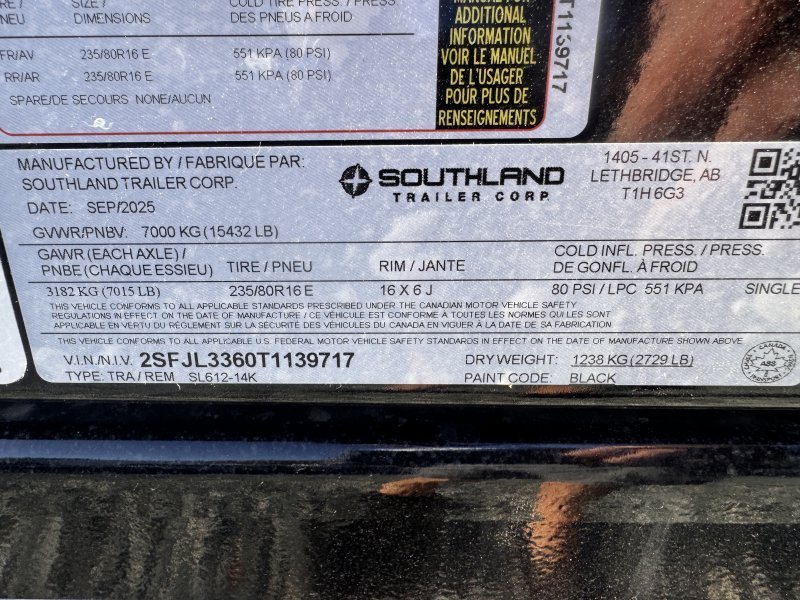 SIZE / COLD TIRE PRESS. / PRESS
NEU DIMENSIONS DES PNEUS A FROID
FR/AV 235/80R16 E 551 KPA (80 PSI)
RR/AR 235/80R16 E 551 KPA (80 PSI)
SPARE/DE SECOURS NONE/AUCUN
MANUAL FOR
ADDITIONAL
INFORMATION
VOIR LE MANUEL
DE L'USAGER
POUR PLUS DE
RENSEIGNEMENTS
T1139717
MANUFACTURED BY / FABRIQUE PAR:
SOUTHLAND TRAILER CORP.
DATE: SEP/2025
SOUTHLAND
TRAILER CORP
1405 - 41ST. N.
LETHBRIDGE, AB
T1H 6G3
GVWR/PNBV: 7000 KG (15432 LB)
GAWR (EACH AXLE) /
PNBE (CHAQUE ESSIEU) TIRE / PNEU RIM / JANTE COLD INFL. PRESS. / PRESS.
DE GONFL. À FROID
3182 KG (7015 LB) 235/80R16 E 16 X 6 J 80 PSI / LPC 551 KPA SINGLE
THIS VEHICLE CONFORMS TO ALL APPLICABLE STANDARDS PRESCRIBED UNDER THE CANADIAN MOTOR VEHICLE SAFETY
REGULATIONS IN EFFECT ON THE DATE OF MANUFACTURE / CE VÉHICULE EST CONFORME À TOUTES LES NORMES QUI LUI SONT
APPLICABLE EN VERTU DU RÈGLEMENT SUR LA SÉCURITÉ DES VÉHICULES DU CANADA EN VIGUEUR À LA DATE DE SA FABRICATION
THIS VEHICLE CONFORMS TO ALL APPLICABLE U.S. FEDERAL MOTOR VEHICLE STANDARDS IN EFFECT ON THE DATE OF MANUFACTURE SHOWN ABOVE
V.I.N./N.I.V. 2SFJL3360T1139717 DRY WEIGHT: 1238 KG (2729 LB)
TYPE: TRA / REM SL612-14K PAINT CODE: BLACK
CANADA
TRANSPORT